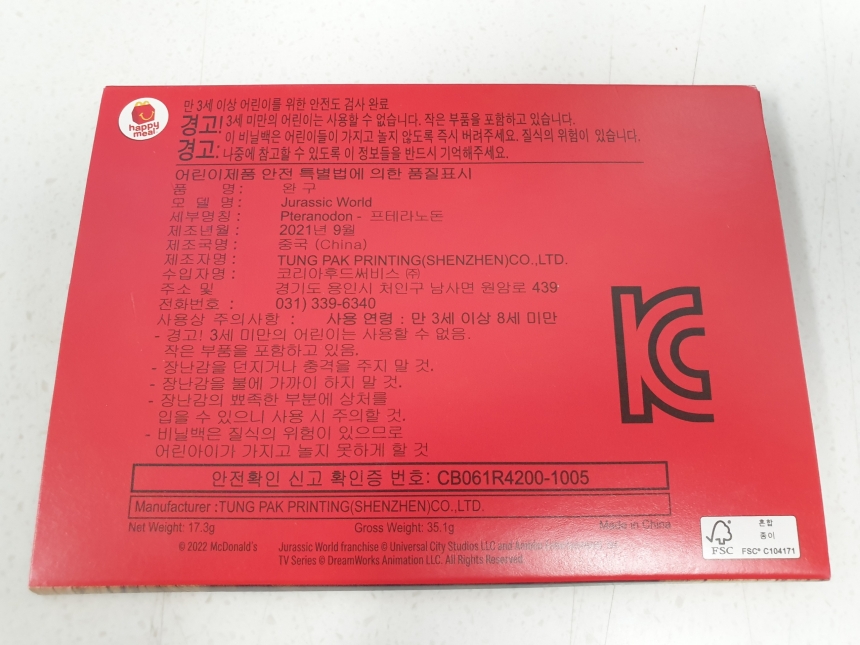 happy
meal
만 3세 이상 어린이를 위한 안전도 검사 완료
경고! 3세 미만의 어린이는 사용할 수 없습니다. 작은 부품을 포함하고 있습니다.
이 비닐백은 어린이들이 가지고 놀지 않도록 즉시 버려주세요. 질식의 위험이 있습니다.
경고: 나중에 참고할 수 있도록 이 정보들을 반드시 기억해주세요.
어린이제품 안전 특별법에 의한 품질표시
품 명 : 완 구
모 델 명 : Jurassic World
세부명칭 : Pteranodon - 프테라노돈
제조년월 : 2021년 9월
제조국명 : 중국 (China)
제조자명 : TUNG PAK PRINTING(SHENZHEN)CO.,LTD.
수입자명 : 코리아후드써비스 ㈜
주소 및 경기도 용인시 처인구 남사면 원암로 439
전화번호 : 031) 339-6340
사용상 주의사항 : 사용 연령 : 만 3세 이상 8세 미만
- 경고! 3세 미만의 어린이는 사용할 수 없음.
작은 부품을 포함하고 있음.
- 장난감을 던지거나 충격을 주지 말 것.
- 장난감을 불에 가까이 하지 말 것.
- 장난감의 뾰족한 부분에 상처를
입을 수 있으니 사용 시 주의할 것.
- 비닐백은 질식의 위험이 있으므로
어린아이가 가지고 놀지 못하게 할 것
KC
안전확인 신고 확인증 번호: CB061R4200-1005
Manufacturer :TUNG PAK PRINTING(SHENZHEN)CO.,LTD.
Net Weight: 17.3g Gross Weight: 35.1g Made in China
© 2022 McDonald's Jurassic World franchise © Universal City Studios LLC and
TV Series © DreamWorks Animation LLC. All Rights Reserved.
FSC
혼합
종이
FSC® C104171